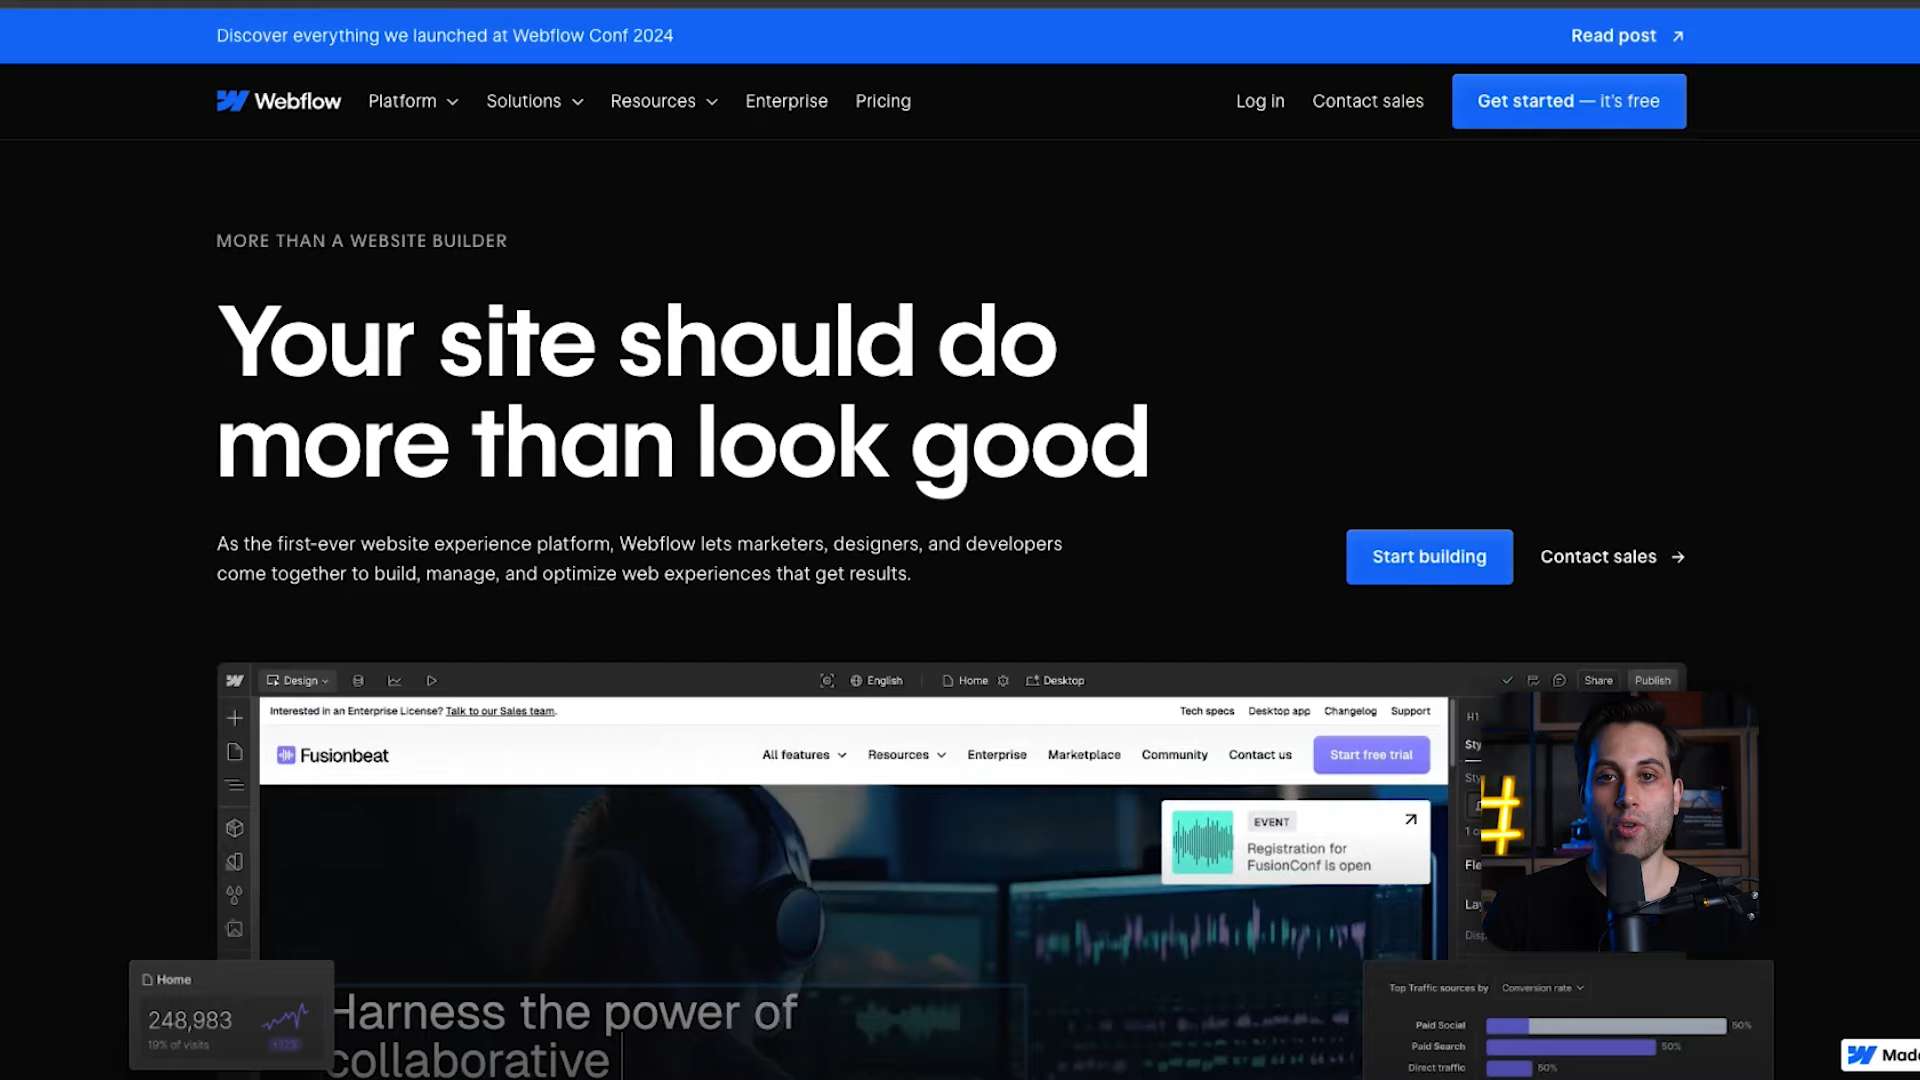 Discover everything we launched at Webflow Conf 2024
Read post
Webflow Platform Solutions Resources Enterprise Pricing
Log in Contact sales Get started — it's free
MORE THAN A WEBSITE BUILDER
Your site should do
more than look good
As the first-ever website experience platform, Webflow lets marketers, designers, and developers
come together to build, manage, and optimize web experiences that get results.
Start building Contact sales
Design English Home Desktop Share Publish
Interested in an Enterprise License? Talk to our Sales team.
Tech specs Desktop app Changelog Support
H1
Fusionbeat All features Resources Enterprise Marketplace Community Contact us Start free trial
EVENT
Registration for
FusionConf is open
Home
248,983
19% of visits
Harness the power of
collaborative
Top Traffic sources by Conversion rate
Paid Social 50%
Paid Search 50%
Direct traffic 50%
#